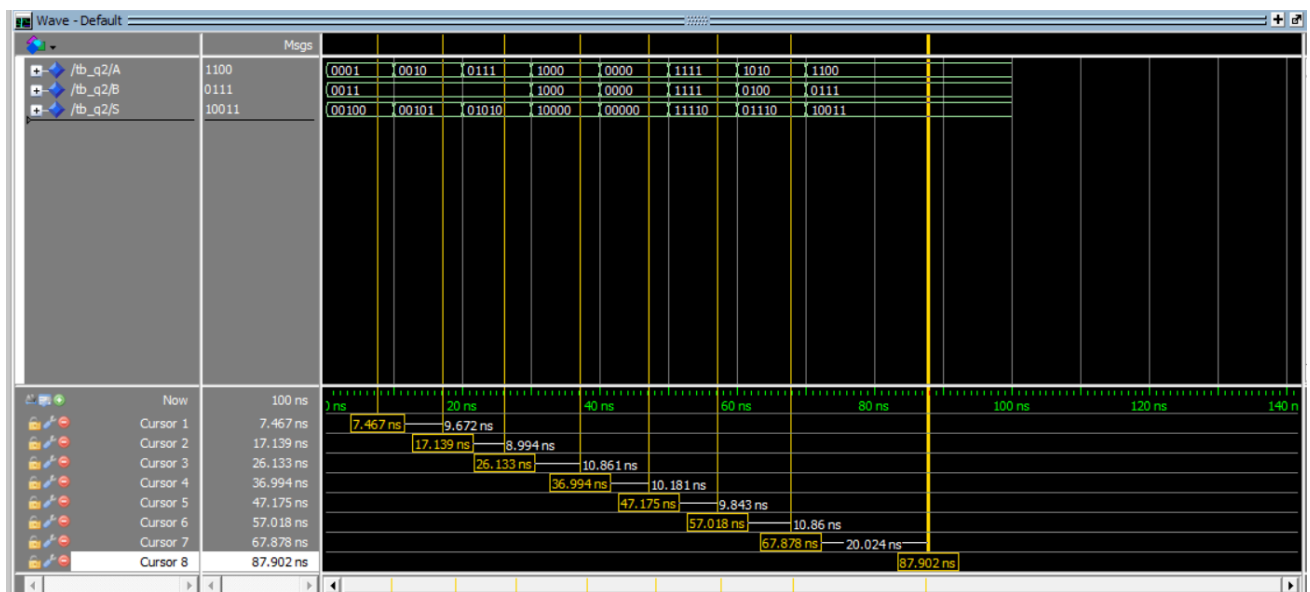 Wave - Default
Msgs
/tb_q2/A 1100 0001 0010 0111 1000 0000 1111 1010 1100
/tb_q2/B 0111 0011 1000 0000 1111 0100 0111
/tb_q2/S 10011 00100 00101 01010 10000 00000 11110 01110 10011
Now 100 ns ns 20 ns 40 ns 60 ns 80 ns 100 ns 120 ns 140 n
Cursor 1 7.467 ns 7.467 ns 9.672 ns
Cursor 2 17.139 ns 17.139 ns 8.994 ns
Cursor 3 26.133 ns 26.133 ns 10.861 ns
Cursor 4 36.994 ns 36.994 ns 10.181 ns
Cursor 5 47.175 ns 47.175 ns 9.843 ns
Cursor 6 57.018 ns 57.018 ns 10.86 ns
Cursor 7 67.878 ns 67.878 ns 20.024 ns
Cursor 8 87.902 ns 87.902 ns